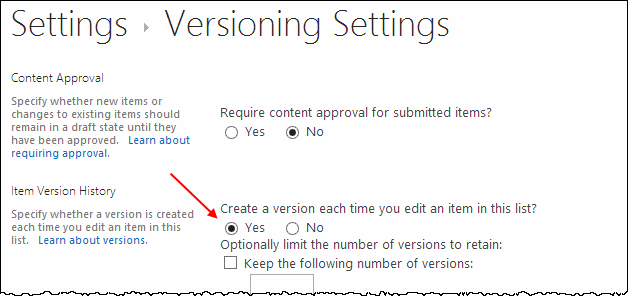 Settings ▸ Versioning Settings
Content Approval
Specify whether new items or
changes to existing items should
remain in a draft state until they
have been approved. Learn about
requiring approval.
Require content approval for submitted items?
Yes No
Item Version History
Specify whether a version is created
each time you edit an item in this
list. Learn about versions.
Create a version each time you edit an item in this list?
Yes No
Optionally limit the number of versions to retain:
Keep the following number of versions: